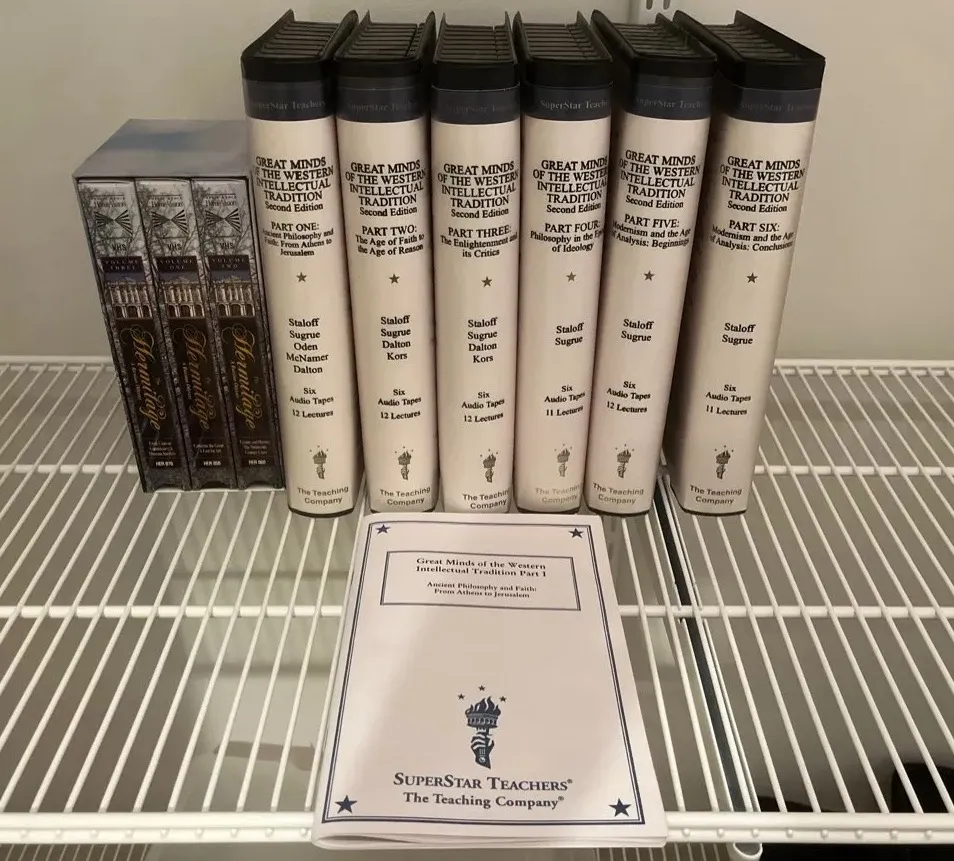 VHS
VOLUME THREE
Hermitage
HER 070
VHS
VOLUME ONE
Hermitage
VHS
VOLUME TWO
Hermitage
SuperStar Teachers
GREAT MINDS
OF THE WESTERN
INTELLECTUAL
TRADITION
Second Edition
PART ONE:
Ancient Philosophy and
Faith: From Athens to
Jerusalem
Staloff
Sugrue
Oden
McNamer
Dalton
Six
Audio Tapes
12 Lectures
The Teaching
Company
SuperStar Teachers
GREAT MINDS
OF THE WESTERN
INTELLECTUAL
TRADITION
Second Edition
PART TWO:
The Age of Faith to
the Age of Reason
Staloff
Sugrue
Dalton
Kors
Six
Audio Tapes
12 Lectures
The Teaching
Company
SuperStar Teachers
GREAT MINDS
OF THE WESTERN
INTELLECTUAL
TRADITION
Second Edition
PART THREE:
The Enlightenment and
its Critics
Staloff
Sugrue
Dalton
Kors
Six
Audio Tapes
12 Lectures
The Teaching
Company
SuperStar Teachers
GREAT MINDS
OF THE WESTERN
INTELLECTUAL
TRADITION
Second Edition
PART FOUR:
Philosophy in the Epoch
of Ideology
Staloff
Sugrue
Six
Audio Tapes
11 Lectures
The Teaching
Company
SuperStar Teachers
GREAT MINDS
OF THE WESTERN
INTELLECTUAL
TRADITION
Second Edition
PART FIVE:
Modernism and the Age
of Analysis: Beginnings
Staloff
Sugrue
Six
Audio Tapes
12 Lectures
The Teaching
Company
SuperStar Teachers
GREAT MINDS
OF THE WESTERN
INTELLECTUAL
TRADITION
Second Edition
PART SIX:
Modernism and the Age
of Analysis: Conclusions
Staloff
Sugrue
Six
Audio Tapes
11 Lectures
The Teaching
Company
Great Minds of the Western
Intellectual Tradition Part I
Ancient Philosophy and Faith:
From Athens to Jerusalem
SUPERSTAR TEACHERS®
The Teaching Company®